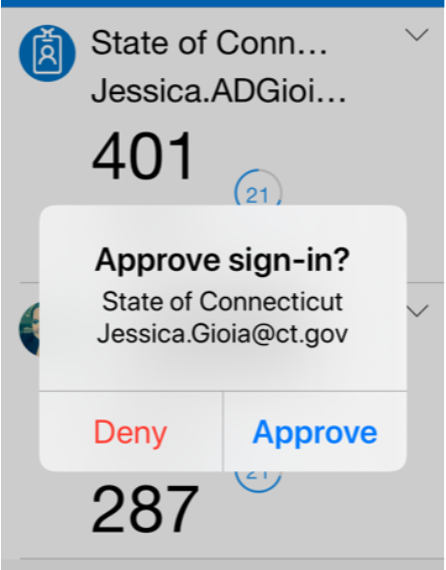 State of Conn...
Jessica.ADGioi...
401
21
Approve sign-in?
State of Connecticut
Jessica.Gioia@ct.gov
Deny
Approve
21
287